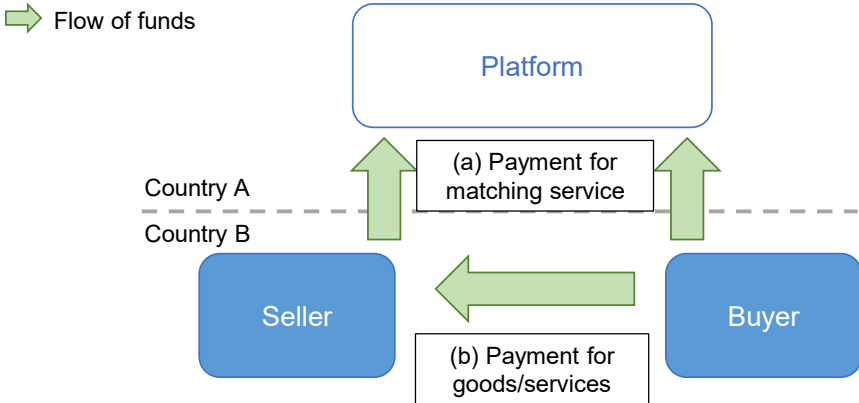 Flow of funds
Platform
(a) Payment for
matching service
Country A
Country B
Seller
Buyer
(b) Payment for
goods/services